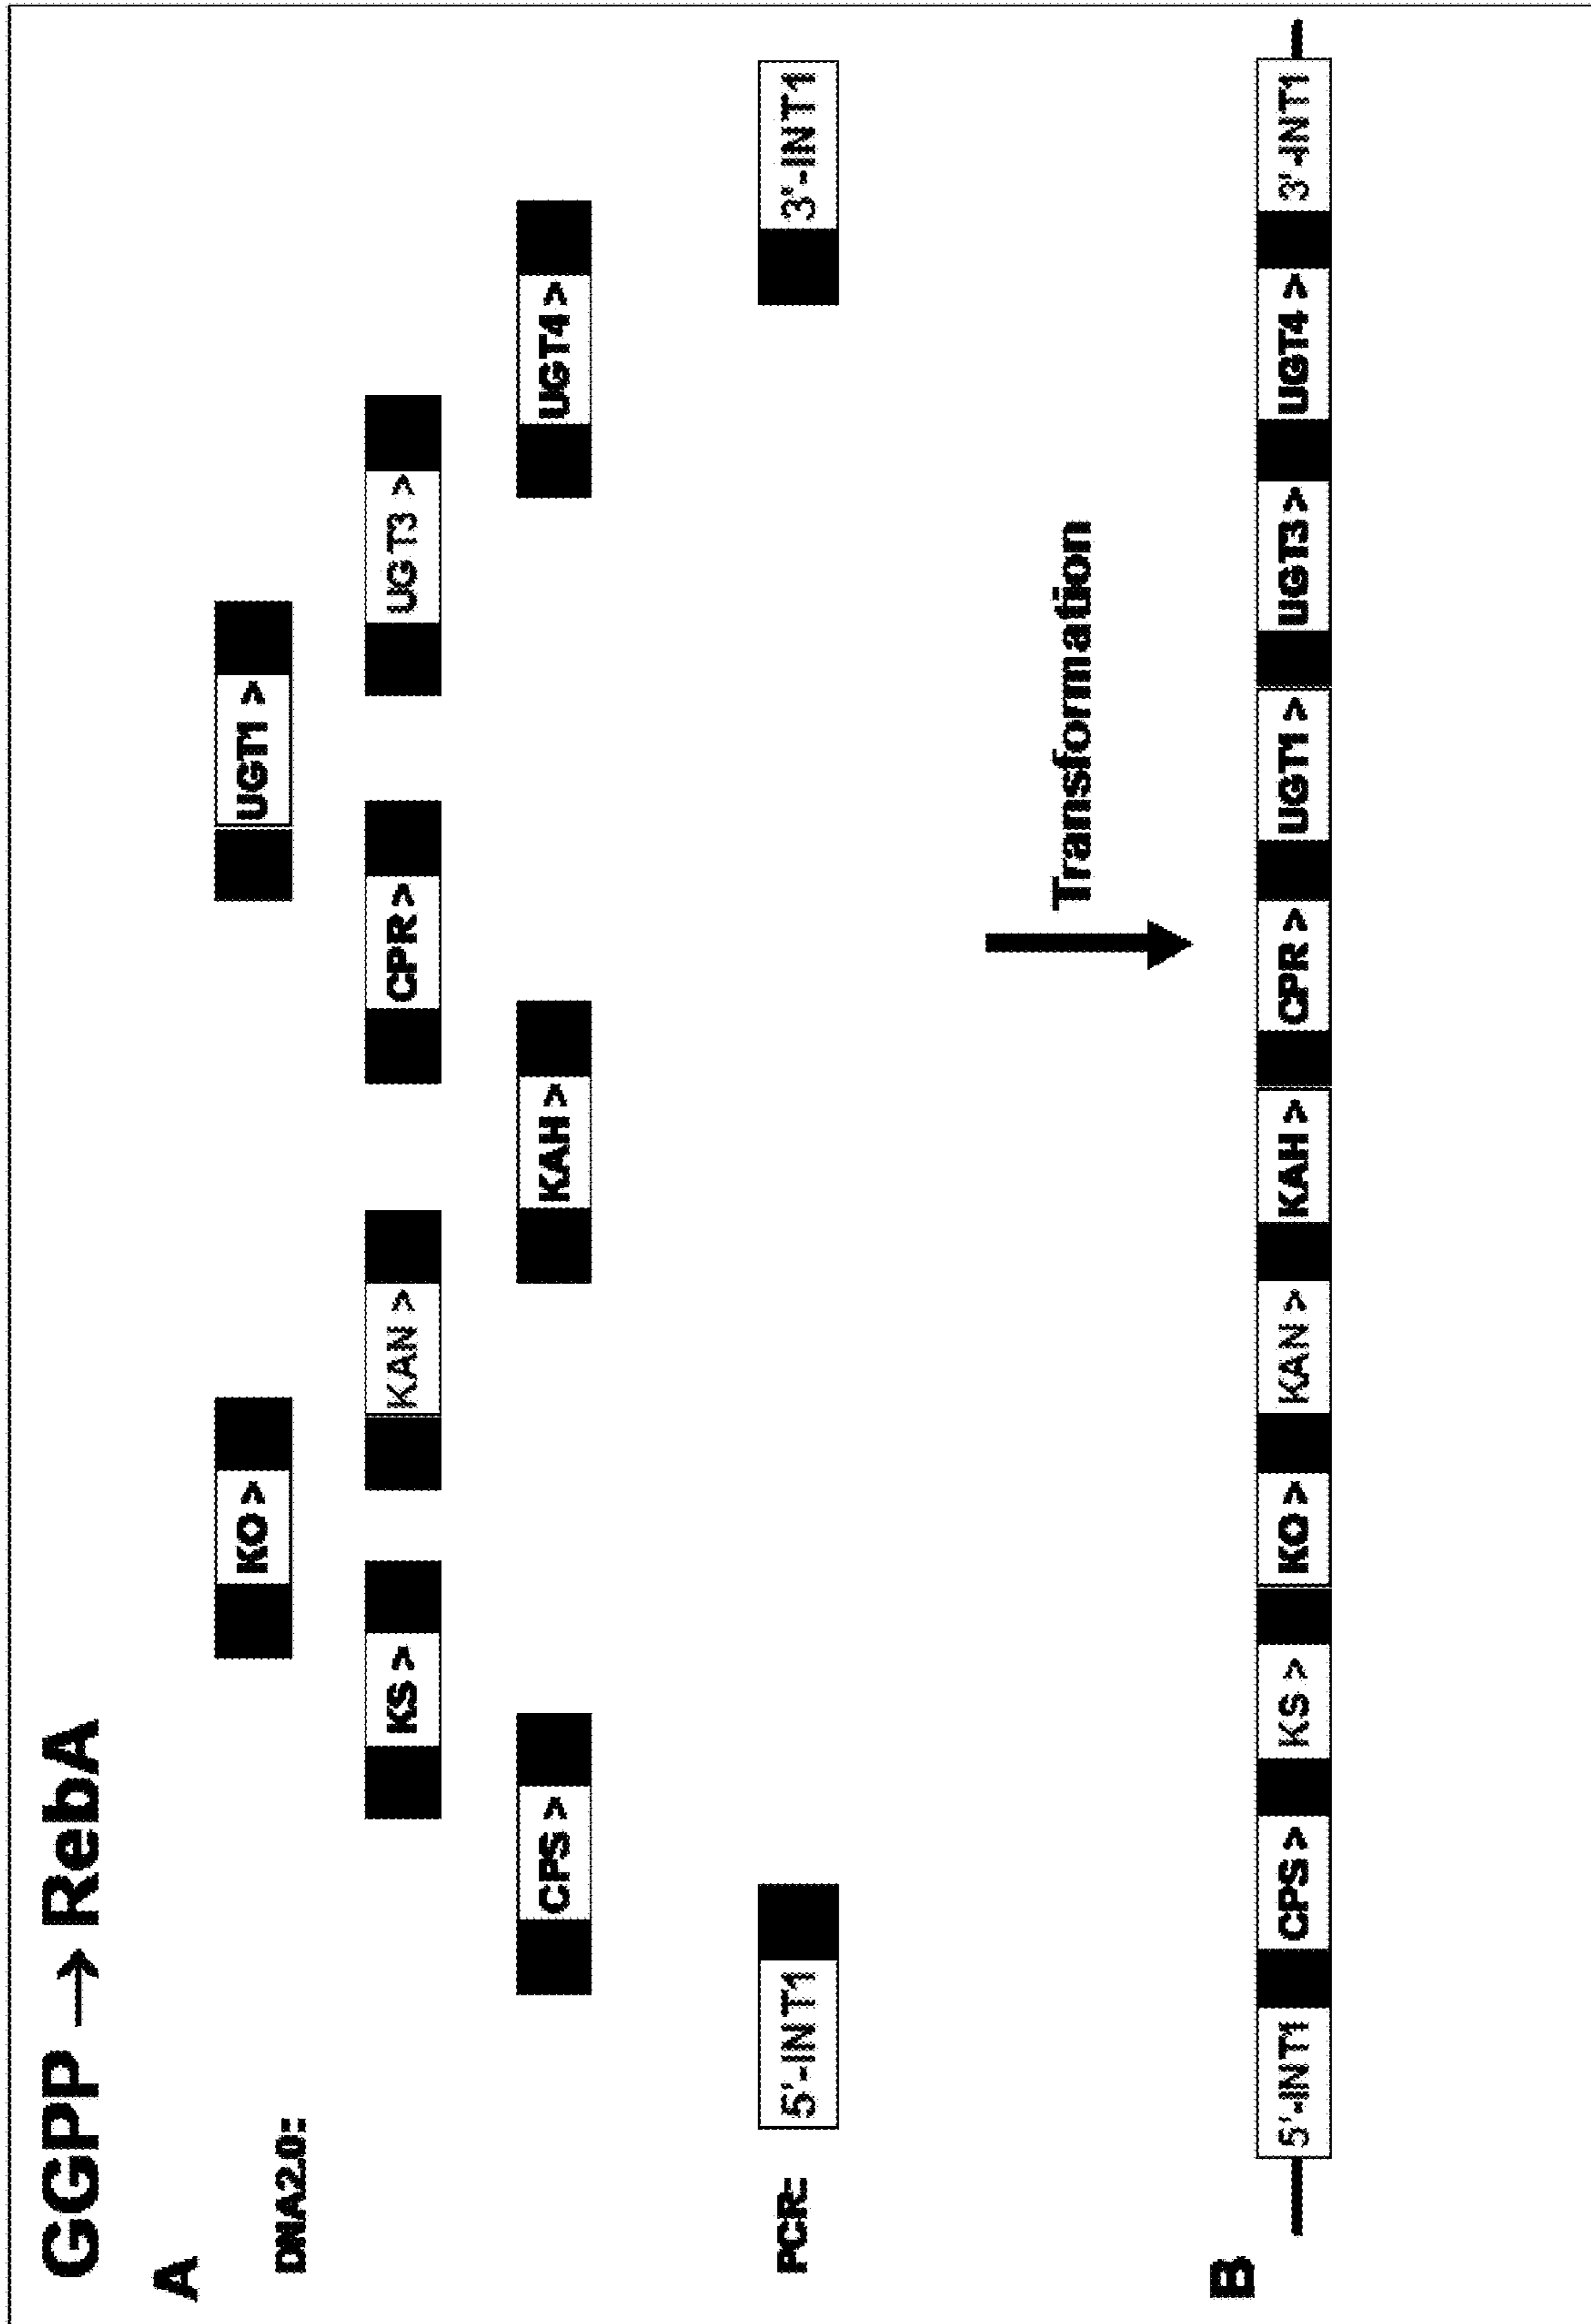 GGPP → RebA
A
DNA2.0::
KO > UGT1 >
KS > KAN > CPR > UGT3 >
CPS > KAH > UGT4 >
PCR: 5'-INT1 3'-INT1
Transformation
B
5'-INT1 CPS > KS > KO > KAN > KAH > CPR > UGT1 > UGT3 > UGT4 > 3'-INT1